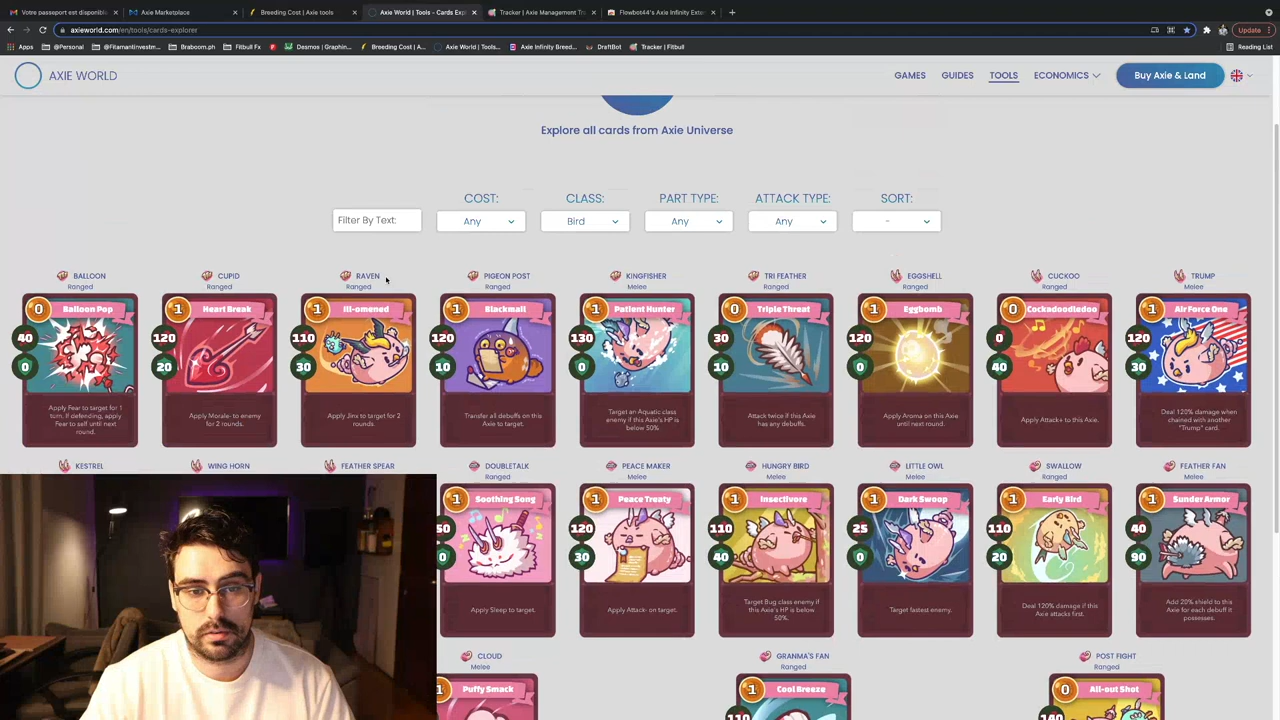 Votre passeport est disponible
Axie Marketplace
Breeding Cost | Axie tools
Axie World | Tools - Cards Exp
Tracker | Axie Management Tr
Flowbot44's Axie Infinity Exte
axieworld.com/en/tools/cards-explorer
Update
Apps
@Personal
@Fitamantinvestm...
Braboom.ph
Fitbull Fx
Desmos | Graphin...
Breeding Cost | A...
Axie World | Tools...
Axie Infinity Breed...
DraftBot
Tracker | Fitbull
Reading List
AXIE WORLD
GAMES
GUIDES
TOOLS
ECONOMICS
Buy Axie & Land
Explore all cards from Axie Universe
COST:
CLASS:
PART TYPE:
ATTACK TYPE:
SORT:
Filter By Text:
Any
Bird
Any
Any
-
BALLOON
Ranged
0
Balloon Pop
40
0
Apply Fear to target for 1
turn. If defending, apply
Fear to self until next
round.
CUPID
Ranged
1
Heart Break
120
20
Apply Morale- to enemy
for 2 rounds.
RAVEN
Ranged
1
Ill-omened
110
30
Apply Jinx to target for 2
rounds.
PIGEON POST
Ranged
1
Blackmail
120
10
Transfer all debuffs on this
Axie to target.
KINGFISHER
Melee
1
Patient Hunter
130
0
Target an Aquatic class
enemy if this Axie's HP is
below 50%
TRI FEATHER
Ranged
0
Triple Threat
30
10
Attack twice if this Axie
has any debuffs.
EGGSHELL
Ranged
1
Eggbomb
120
0
Apply Aroma on this Axie
until next round.
CUCKOO
Ranged
0
Cockadoodledoo
0
40
Apply Attack+ to this Axie.
TRUMP
Melee
1
Air Force One
120
30
Deal 120% damage when
chained with another
"Trump" card.
KESTREL
WING HORN
FEATHER SPEAR
DOUBLETALK
Ranged
1
Soothing Song
50
0
Apply Sleep to target.
PEACE MAKER
Melee
1
Peace Treaty
120
30
Apply Attack- on target.
HUNGRY BIRD
Melee
1
Insectivore
110
40
Target Bug class enemy if
this Axie's HP is below
50%.
LITTLE OWL
Melee
1
Dark Swoop
25
0
Target fastest enemy.
SWALLOW
Ranged
1
Early Bird
110
20
Deal 120% damage if this
Axie attacks first.
FEATHER FAN
Melee
1
Sunder Armor
40
90
Add 20% shield to this
Axie for each debuff it
possesses.
CLOUD
Melee
1
Puffy Smack
GRANMA'S FAN
Ranged
1
Cool Breeze
110
POST FIGHT
Ranged
0
All-out Shot
140